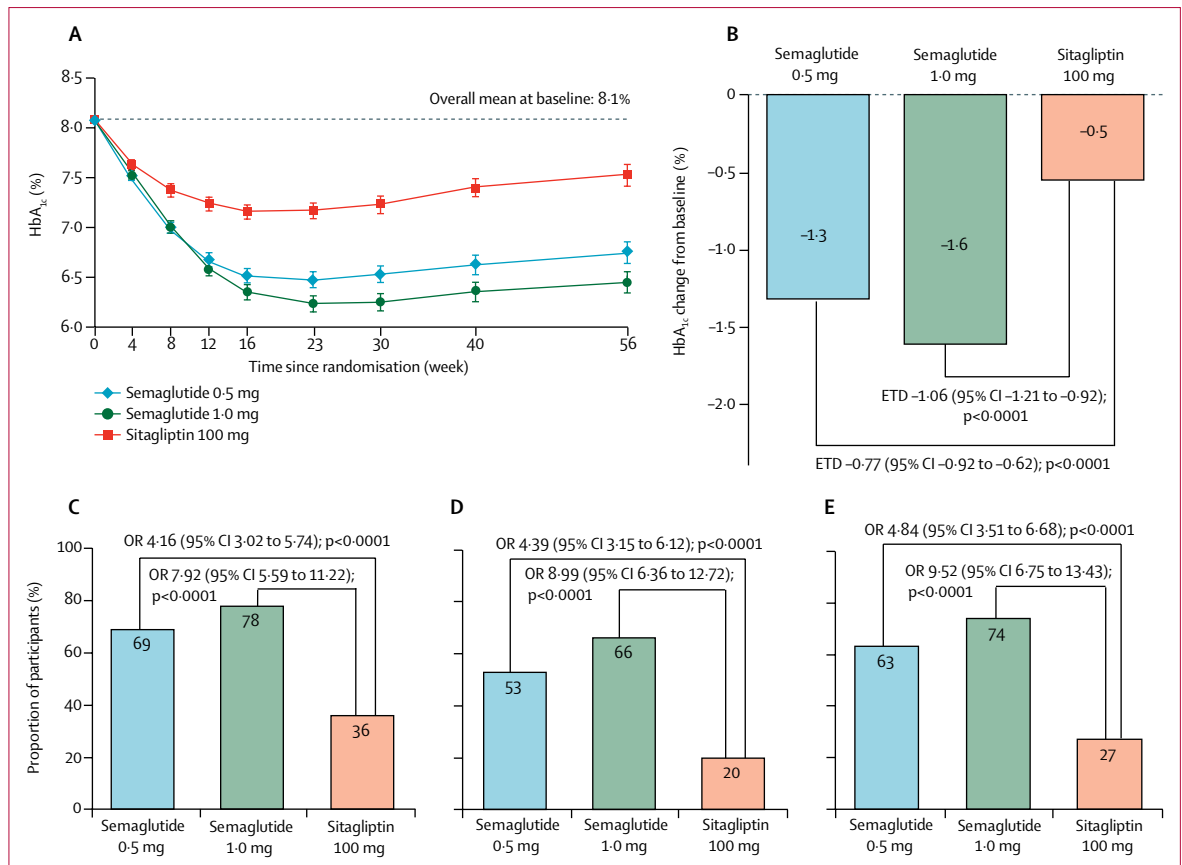 A
8·5
8·0
7·5
7·0
6·5
6·0
HbA1c (%)
Overall mean at baseline: 8·1%
0 4 8 12 16 23 30 40 56
Time since randomisation (week)
Semaglutide 0·5 mg
Semaglutide 1·0 mg
Sitagliptin 100 mg
B
Semaglutide
0·5 mg
Semaglutide
1·0 mg
Sitagliptin
100 mg
0
–0·5
–1·0
–1·5
–2·0
HbA1c change from baseline (%)
–1·3
–1·6
–0·5
ETD –1·06 (95% CI –1·21 to –0·92);
p<0·0001
ETD –0·77 (95% CI –0·92 to –0·62); p<0·0001
C
100
80
60
40
20
0
Proportion of participants (%)
OR 4·16 (95% CI 3·02 to 5·74); p<0·0001
OR 7·92 (95% CI 5·59 to 11·22);
p<0·0001
69
78
36
Semaglutide
0·5 mg
Semaglutide
1·0 mg
Sitagliptin
100 mg
D
OR 4·39 (95% CI 3·15 to 6·12); p<0·0001
OR 8·99 (95% CI 6·36 to 12·72);
p<0·0001
53
66
20
Semaglutide
0·5 mg
Semaglutide
1·0 mg
Sitagliptin
100 mg
E
OR 4·84 (95% CI 3·51 to 6·68); p<0·0001
OR 9·52 (95% CI 6·75 to 13·43);
p<0·0001
63
74
27
Semaglutide
0·5 mg
Semaglutide
1·0 mg
Sitagliptin
100 mg